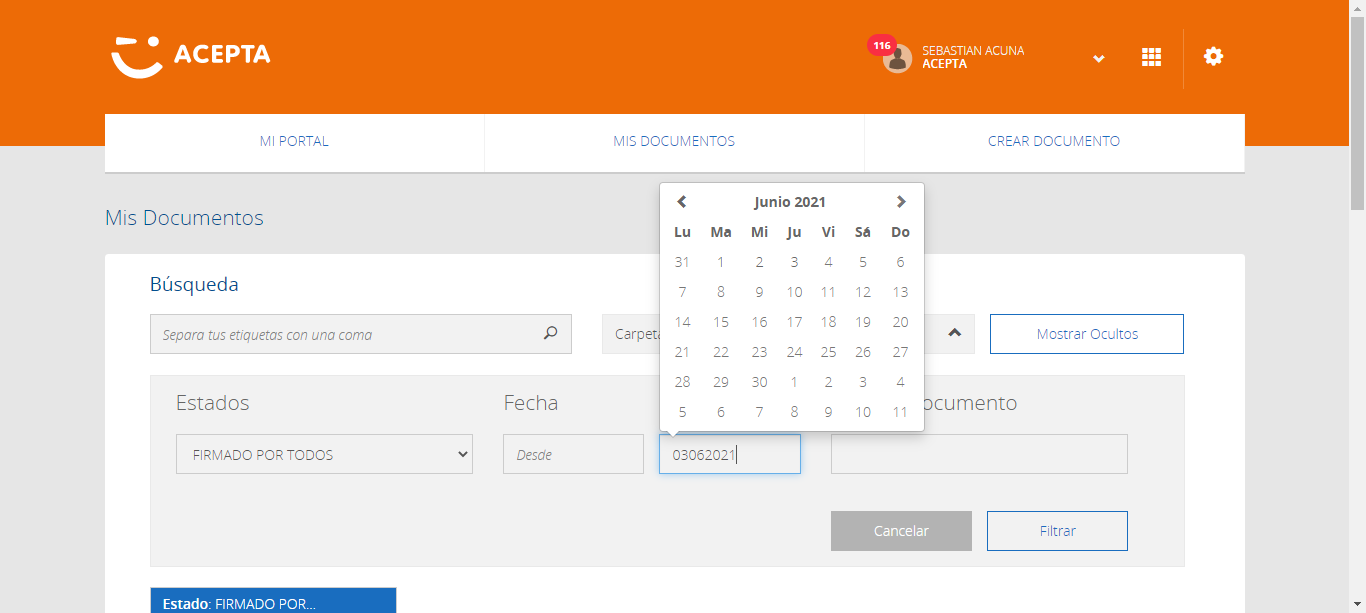 ACEPTA
116
SEBASTIAN ACUNA
ACEPTA
MI PORTAL
MIS DOCUMENTOS
CREAR DOCUMENTO
Mis Documentos
Junio 2021
Lu Ma Mi Ju Vi Sá Do
31 1 2 3 4 5 6
7 8 9 10 11 12 13
14 15 16 17 18 19 20
21 22 23 24 25 26 27
28 29 30 1 2 3 4
5 6 7 8 9 10 11
Búsqueda
Separa tus etiquetas con una coma
Carpeta
Mostrar Ocultos
Estados
Fecha
ocumento
FIRMADO POR TODOS
Desde
03062021
Cancelar
Filtrar
Estado: FIRMADO POR...